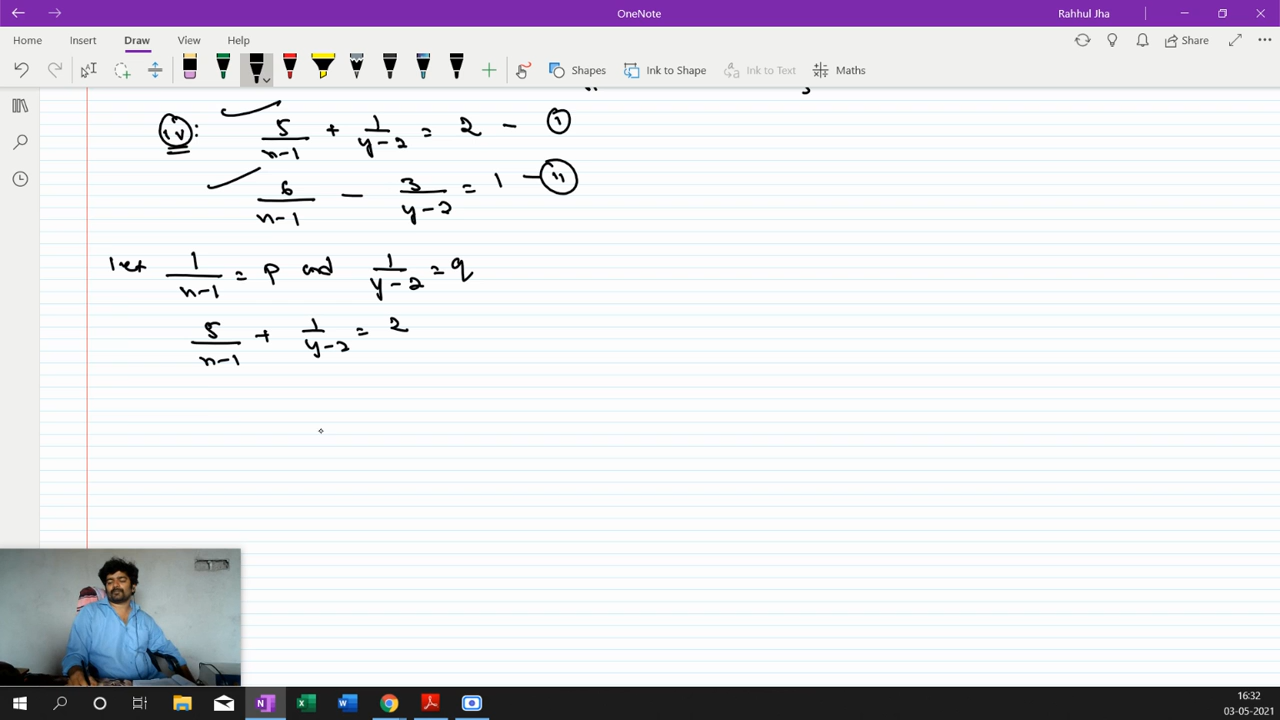 OneNote
Rahhul Jha
Home Insert Draw View Help
Share
Shapes Ink to Shape Ink to Text Maths
(iv): 5/(n-1) + 1/(y-2) = 2 - (i)
6/(n-1) - 3/(y-2) = 1 - (ii)
let 1/(n-1) = p and 1/(y-2) = q
5/(n-1) + 1/(y-2) = 2
16:32
03-05-2021